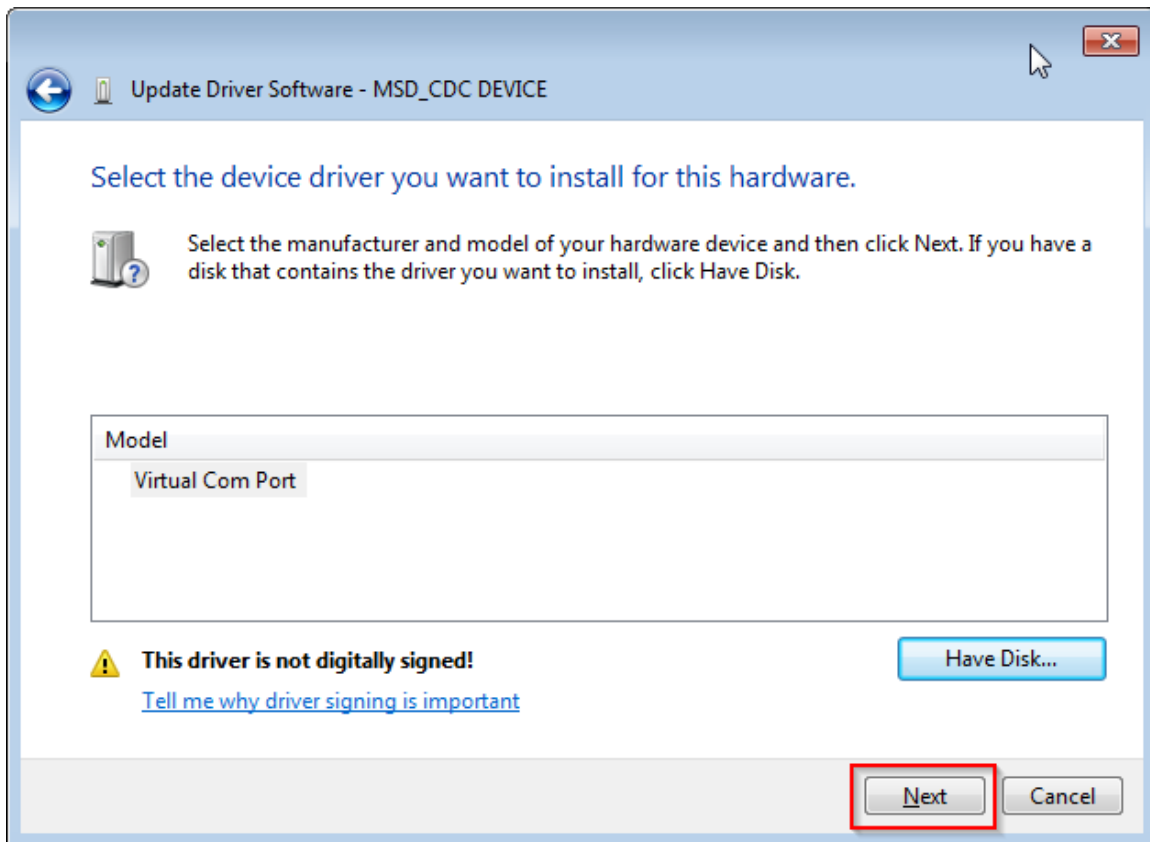 Update Driver Software - MSD_CDC DEVICE
Select the device driver you want to install for this hardware.
Select the manufacturer and model of your hardware device and then click Next. If you have a
disk that contains the driver you want to install, click Have Disk.
Model
Virtual Com Port
This driver is not digitally signed!
Have Disk...
Tell me why driver signing is important
Next
Cancel